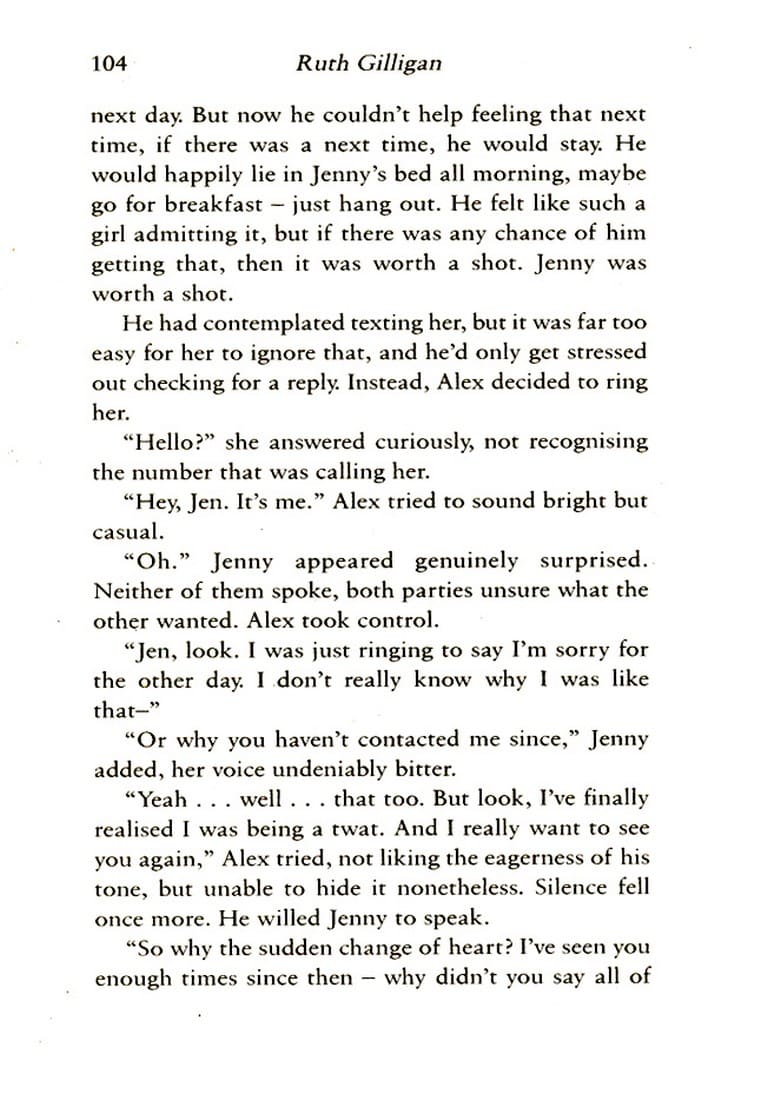 104 Ruth Gilligan
next day. But now he couldn’t help feeling that next
time, if there was a next time, he would stay. He
would happily lie in Jenny’s bed all morning, maybe
go for breakfast – just hang out. He felt like such a
girl admitting it, but if there was any chance of him
getting that, then it was worth a shot. Jenny was
worth a shot.
He had contemplated texting her, but it was far too
easy for her to ignore that, and he’d only get stressed
out checking for a reply. Instead, Alex decided to ring
her.
“Hello?” she answered curiously, not recognising
the number that was calling her.
“Hey, Jen. It’s me.” Alex tried to sound bright but
casual.
“Oh.” Jenny appeared genuinely surprised.
Neither of them spoke, both parties unsure what the
other wanted. Alex took control.
“Jen, look. I was just ringing to say I’m sorry for
the other day. I don’t really know why I was like
that–”
“Or why you haven’t contacted me since,” Jenny
added, her voice undeniably bitter.
“Yeah . . . well . . . that too. But look, I’ve finally
realised I was being a twat. And I really want to see
you again,” Alex tried, not liking the eagerness of his
tone, but unable to hide it nonetheless. Silence fell
once more. He willed Jenny to speak.
“So why the sudden change of heart? I’ve seen you
enough times since then – why didn’t you say all of